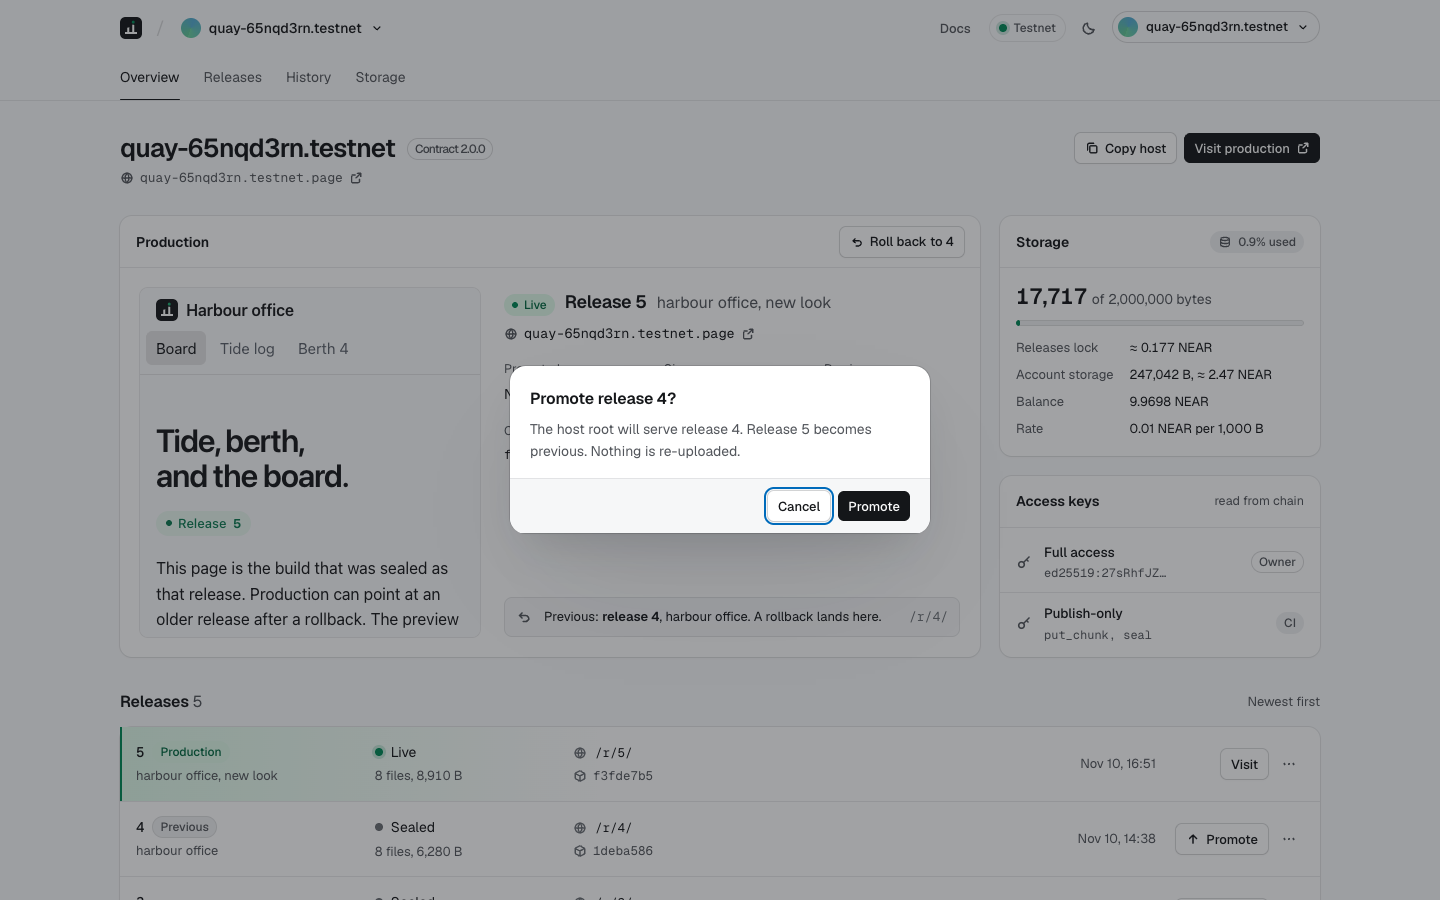 quay-65nqd3rn.testnet
Docs
Testnet
quay-65nqd3rn.testnet
Overview
Releases
History
Storage
quay-65nqd3rn.testnet
Contract 2.0.0
quay-65nqd3rn.testnet.page
Copy host
Visit production
Production
Roll back to 4
Harbour office
Board
Tide log
Berth 4
Tide, berth,
and the board.
Release 5
This page is the build that was sealed as
that release. Production can point at an
older release after a rollback. The preview
Live
Release 5
harbour office, new look
quay-65nqd3rn.testnet.page
Promote release 4?
The host root will serve release 4. Release 5 becomes
previous. Nothing is re-uploaded.
Cancel
Promote
Previous: release 4, harbour office. A rollback lands here.
/r/4/
Storage
0.9% used
17,717 of 2,000,000 bytes
Releases lock
≈ 0.177 NEAR
Account storage
247,042 B, ≈ 2.47 NEAR
Balance
9.9698 NEAR
Rate
0.01 NEAR per 1,000 B
Access keys
read from chain
Full access
ed25519:27sRhfJZ…
Owner
Publish-only
put_chunk, seal
CI
Releases 5
Newest first
5
Production
harbour office, new look
Live
8 files, 8,910 B
/r/5/
f3fde7b5
Nov 10, 16:51
Visit
4
Previous
harbour office
Sealed
8 files, 6,280 B
/r/4/
1deba586
Nov 10, 14:38
Promote